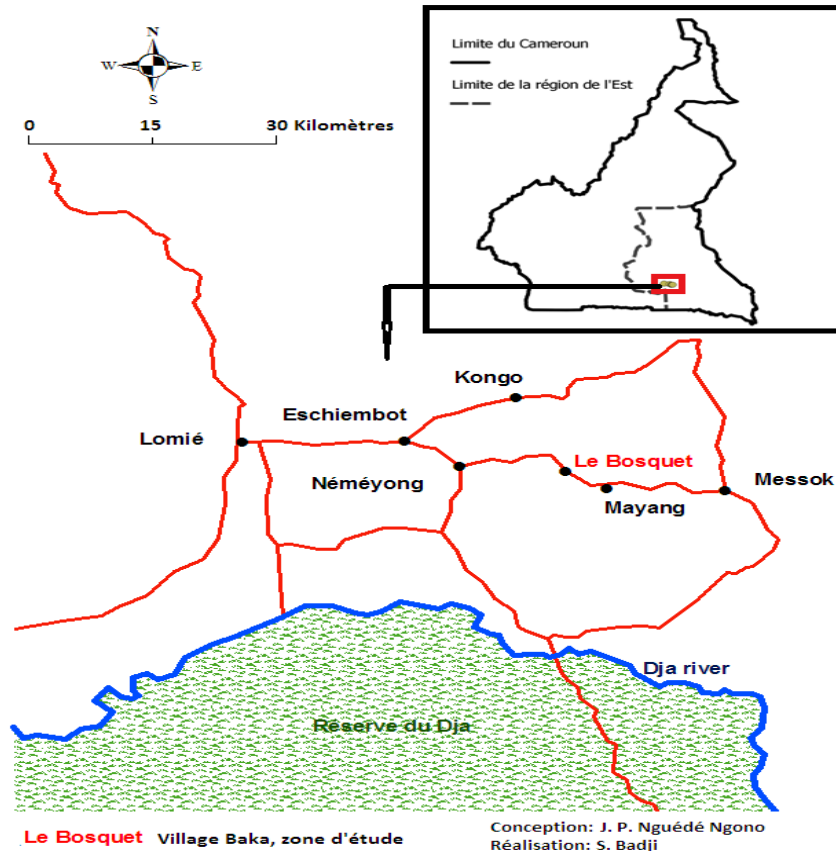 N
W E
S
0 15 30 Kilomètres
Limite du Cameroun
Limite de la région de l'Est
Kongo
Eschiembot
Lomié
Le Bosquet
Néméyong
Messok
Mayang
Dja river
Réserve du Dja
Le Bosquet Village Baka, zone d'étude
Conception: J. P. Nguédé Ngono
Réalisation: S. Badji